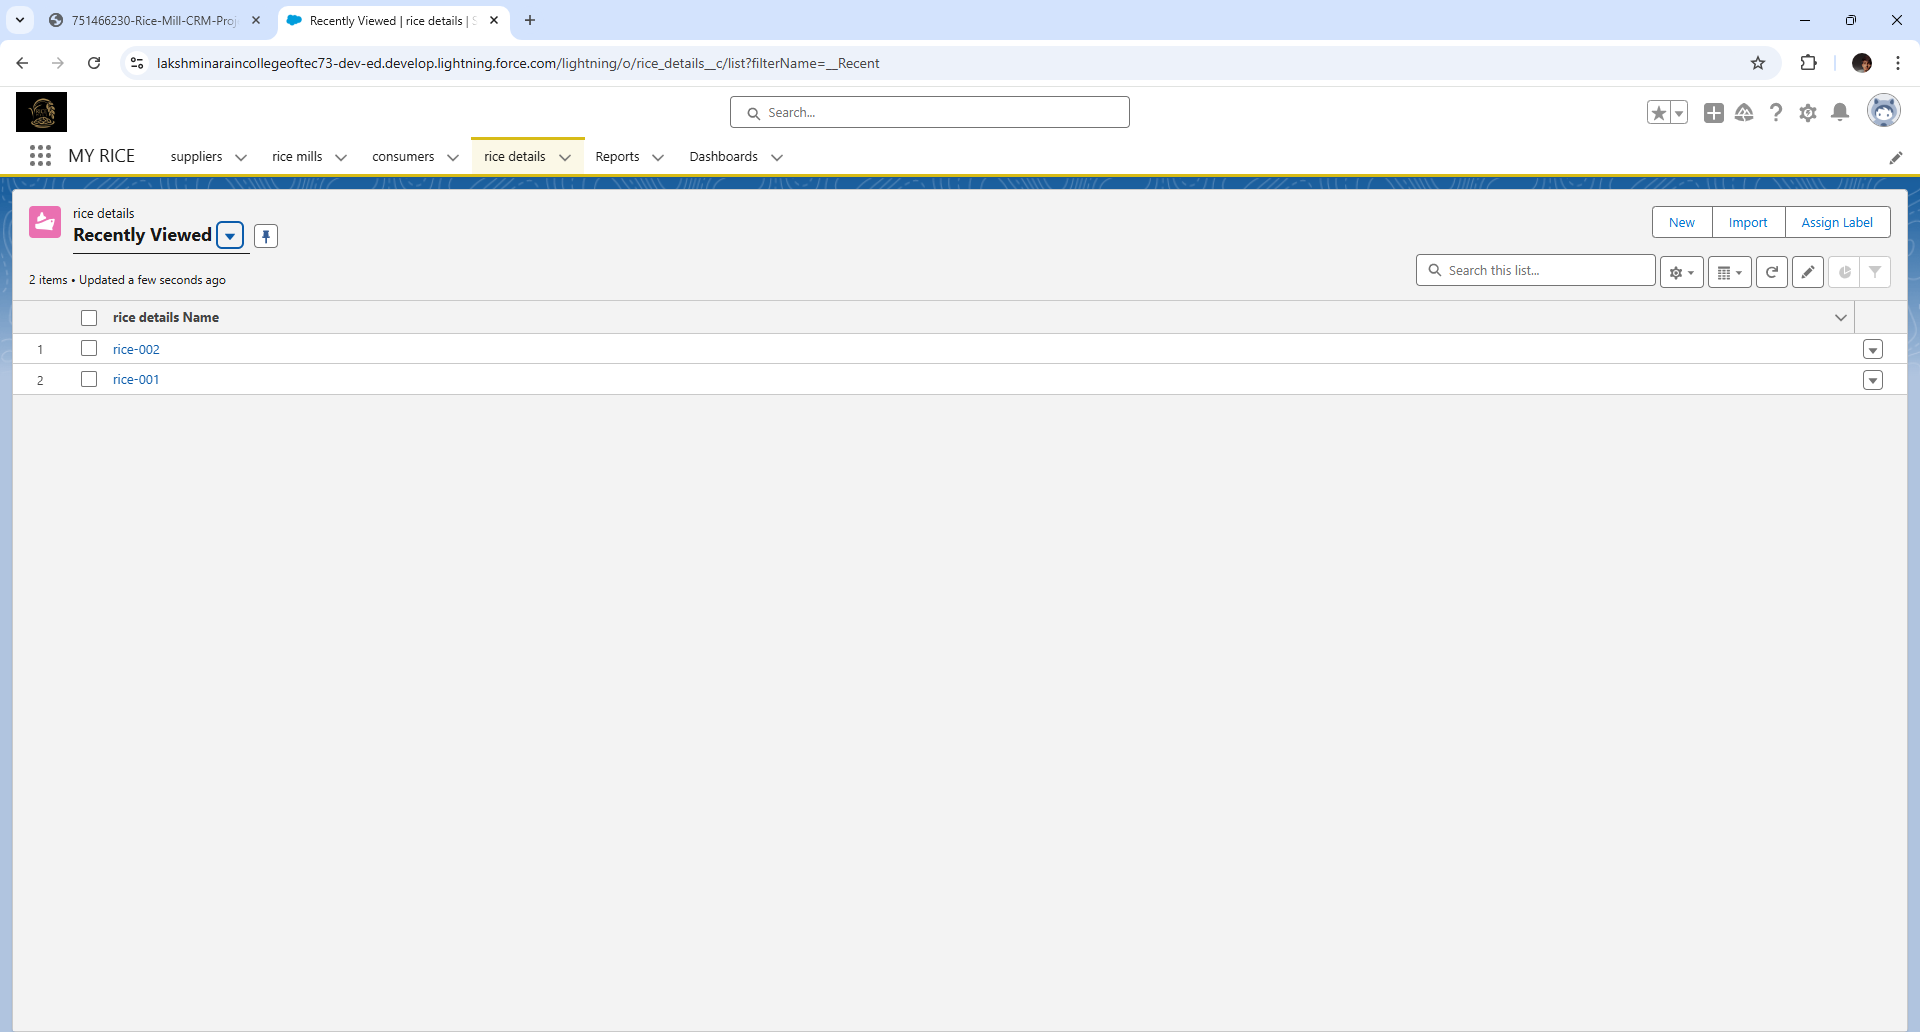 751466230-Rice-Mill-CRM-Proj
Recently Viewed | rice details | S
lakshminaraincollegeoftec73-dev-ed.develop.lightning.force.com/lightning/o/rice_details__c/list?filterName=__Recent
Search...
MY RICE
suppliers
rice mills
consumers
rice details
Reports
Dashboards
rice details
Recently Viewed
New
Import
Assign Label
2 items • Updated a few seconds ago
Search this list...
rice details Name
1
rice-002
2
rice-001